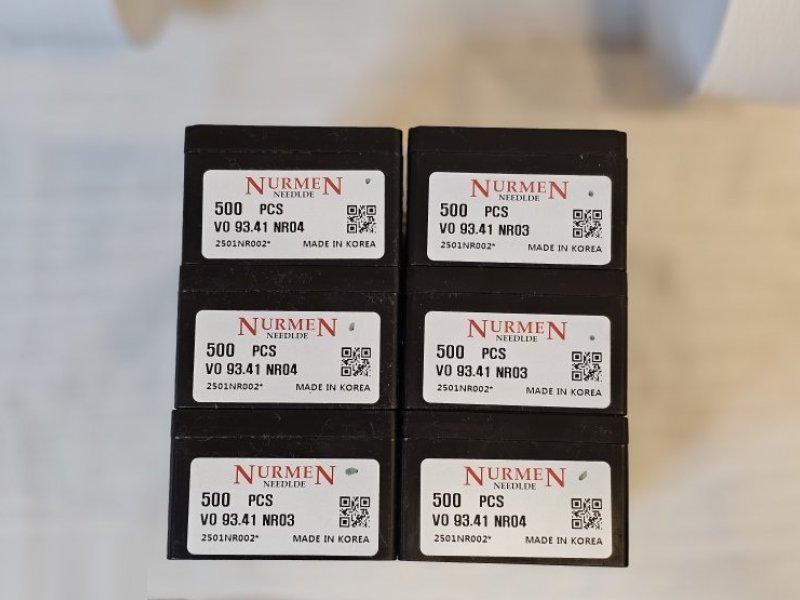 NURMEN
NEEDLDE
500 PCS
VO 93.41 NR04
2501NR002*
MADE IN KOREA
NURMEN
NEEDLDE
500 PCS
VO 93.41 NR03
2501NR002*
MADE IN KOREA
NURMEN
NEEDLDE
500 PCS
VO 93.41 NR04
2501NR002*
MADE IN KOREA
NURMEN
NEEDLDE
500 PCS
VO 93.41 NR03
2501NR002*
MADE IN KOREA
NURMEN
NEEDLDE
500 PCS
VO 93.41 NR03
2501NR002*
MADE IN KOREA
NURMEN
NEEDLDE
500 PCS
VO 93.41 NR04
2501NR002*
MADE IN KOREA